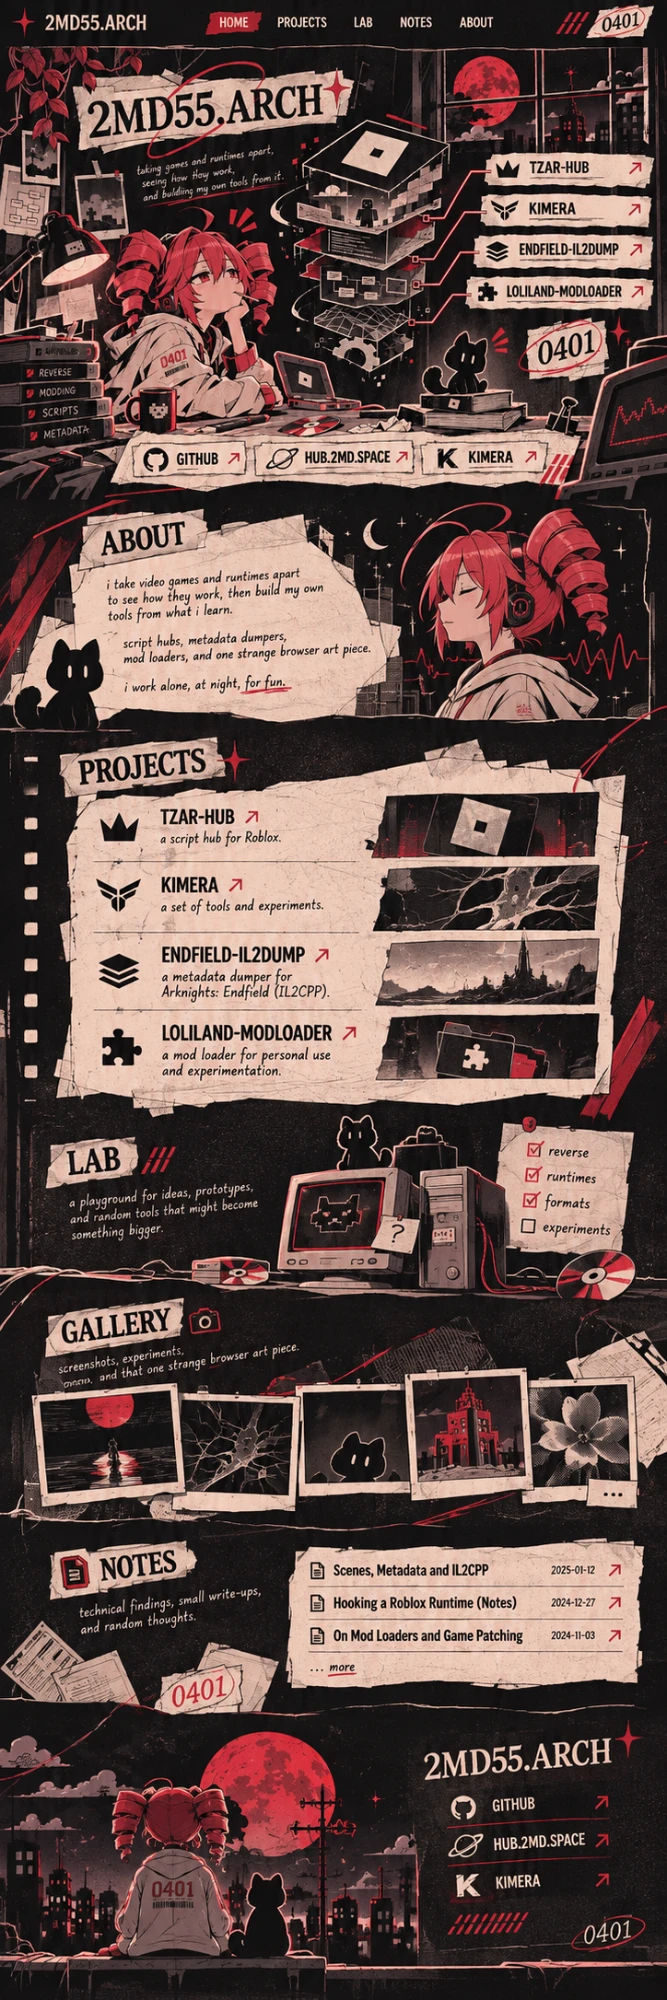 2MD55.ARCH
HOME
PROJECTS
LAB
NOTES
ABOUT
0401
2MD55.ARCH
taking games and runtimes apart,
seeing how they work,
and building my own tools from it.
TZAR-HUB
KIMERA
ENDFIELD-IL2DUMP
LOLILAND-MODLOADER
0401
0401
REVERSE
MODDING
SCRIPTS
METADATA
GITHUB
HUB.2MD.SPACE
KIMERA
ABOUT
i take video games and runtimes apart
to see how they work, then build my own
tools from what i learn.
script hubs, metadata dumpers,
mod loaders, and one strange browser art piece.
i work alone, at night, for fun.
PROJECTS
TZAR-HUB
a script hub for Roblox.
KIMERA
a set of tools and experiments.
ENDFIELD-IL2DUMP
a metadata dumper for
Arknights: Endfield (IL2CPP).
LOLILAND-MODLOADER
a mod loader for personal use
and experimentation.
LAB
a playground for ideas, prototypes,
and random tools that might become
something bigger.
?
reverse
runtimes
formats
experiments
GALLERY
screenshots, experiments,
and that one strange browser art piece.
...
NOTES
technical findings, small write-ups,
and random thoughts.
Scenes, Metadata and IL2CPP 2025-01-12
Hooking a Roblox Runtime (Notes) 2024-12-27
On Mod Loaders and Game Patching 2024-11-03
... more
0401
2MD55.ARCH
GITHUB
HUB.2MD.SPACE
KIMERA
0401
0401